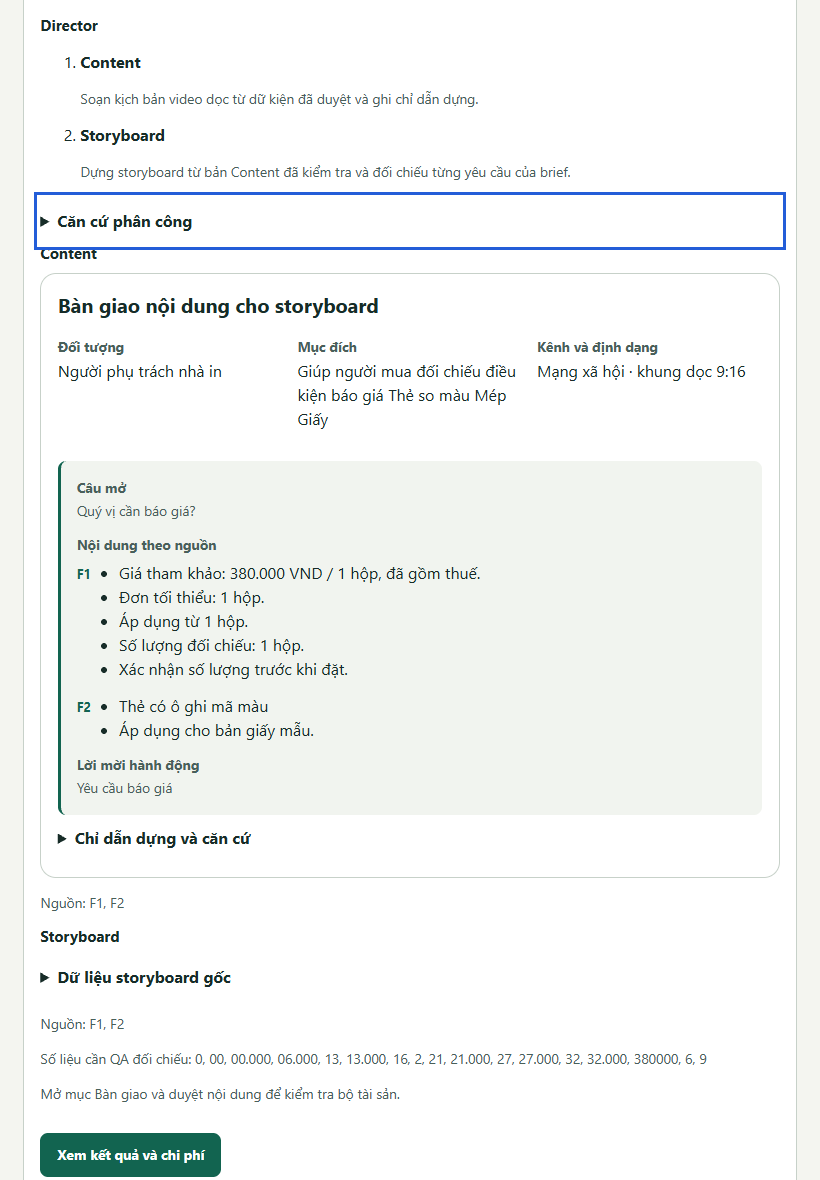 Director
1. Content
Soạn kịch bản video dọc từ dữ kiện đã duyệt và ghi chỉ dẫn dựng.
2. Storyboard
Dựng storyboard từ bản Content đã kiểm tra và đối chiếu từng yêu cầu của brief.
Căn cứ phân công
Content
Bàn giao nội dung cho storyboard
Đối tượng
Người phụ trách nhà in
Mục đích
Giúp người mua đối chiếu điều
kiện báo giá Thẻ so màu Mép
Giấy
Kênh và định dạng
Mạng xã hội · khung dọc 9:16
Câu mở
Quý vị cần báo giá?
Nội dung theo nguồn
F1 • Giá tham khảo: 380.000 VND / 1 hộp, đã gồm thuế.
• Đơn tối thiểu: 1 hộp.
• Áp dụng từ 1 hộp.
• Số lượng đối chiếu: 1 hộp.
• Xác nhận số lượng trước khi đặt.
F2 • Thẻ có ô ghi mã màu
• Áp dụng cho bản giấy mẫu.
Lời mời hành động
Yêu cầu báo giá
Chỉ dẫn dựng và căn cứ
Nguồn: F1, F2
Storyboard
Dữ liệu storyboard gốc
Nguồn: F1, F2
Số liệu cần QA đối chiếu: 0, 00, 00.000, 06.000, 13, 13.000, 16, 2, 21, 21.000, 27, 27.000, 32, 32.000, 380000, 6, 9
Mở mục Bàn giao và duyệt nội dung để kiểm tra bộ tài sản.
Xem kết quả và chi phí